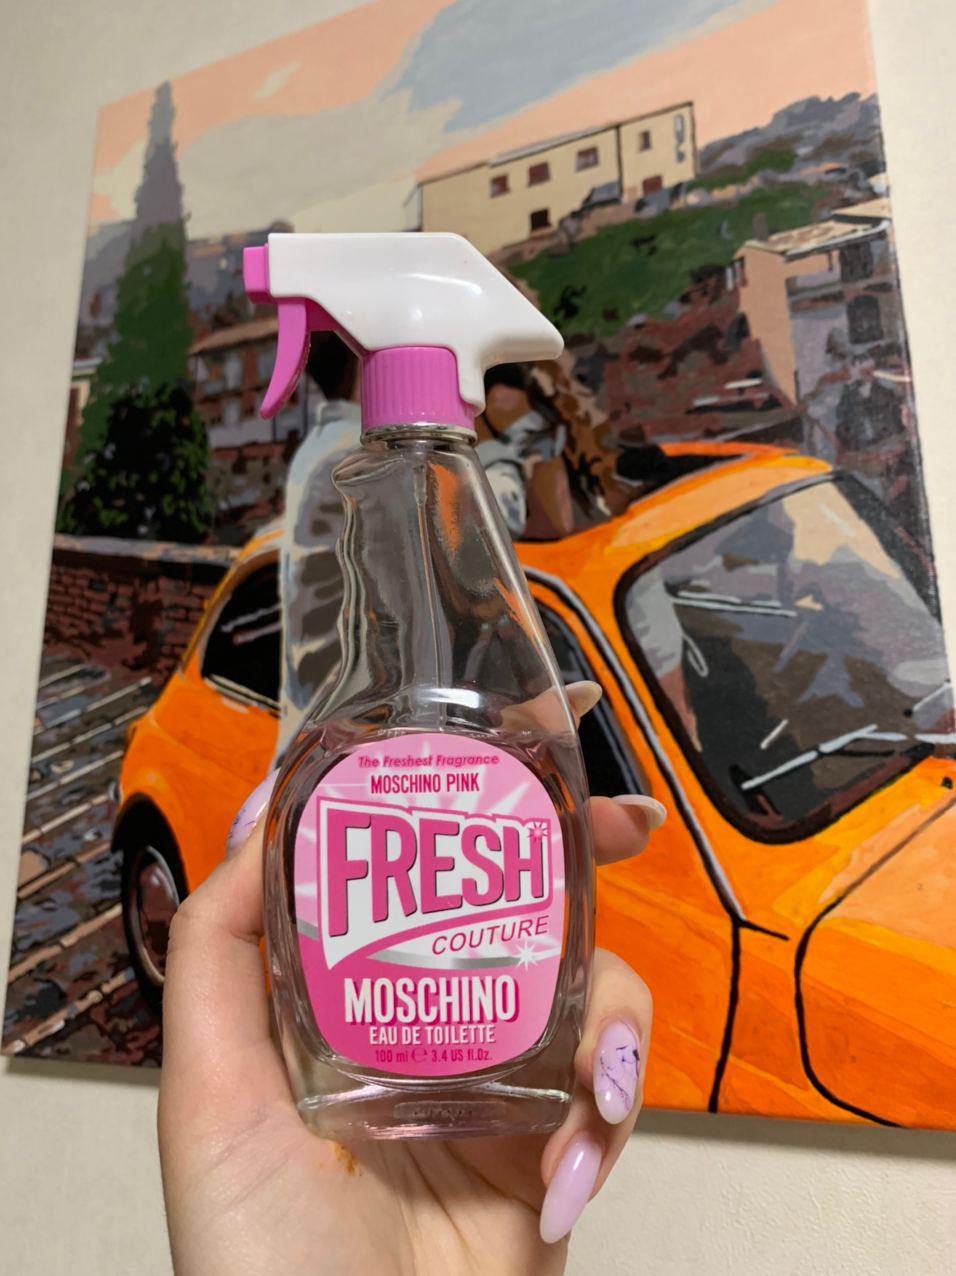 The Freshest Fragrance
MOSCHINO PINK
FRESH
COUTURE
MOSCHINO
EAU DE TOILETTE
100 ml ℮ 3.4 US fl.Oz.